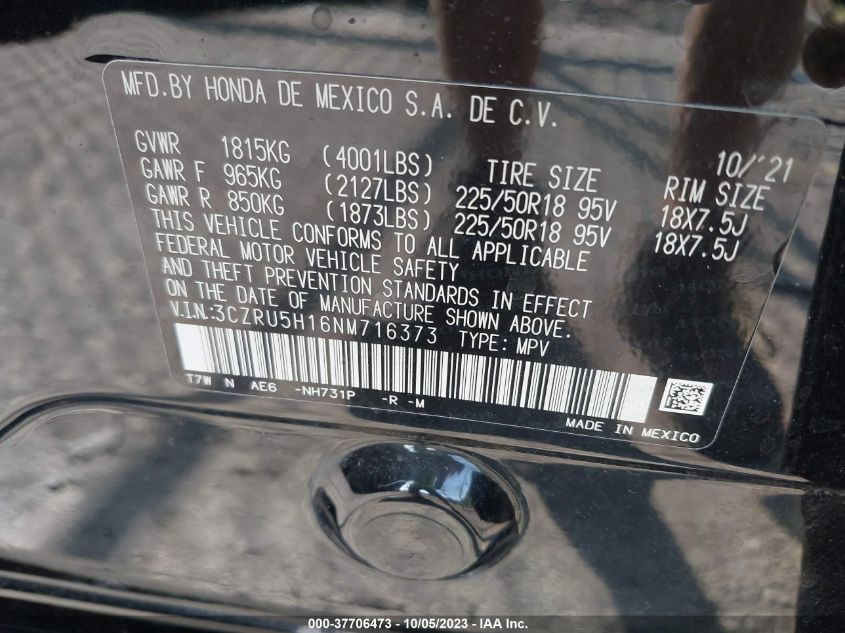 MFD.BY HONDA DE MEXICO S.A. DE C.V.
10/'21
GVWR 1815KG (4001LBS) TIRE SIZE RIM SIZE
GAWR F 965KG (2127LBS) 225/50R18 95V 18X7.5J
GAWR R 850KG (1873LBS) 225/50R18 95V 18X7.5J
THIS VEHICLE CONFORMS TO ALL APPLICABLE
FEDERAL MOTOR VEHICLE SAFETY
AND THEFT PREVENTION STANDARDS IN EFFECT
ON THE DATE OF MANUFACTURE SHOWN ABOVE.
V.IN:3CZRU5H16NM716373 TYPE: MPV
T7W N AE6 -NH731P -R -M
MADE IN MEXICO
000-37706473 - 10/05/2023 - IAA Inc.